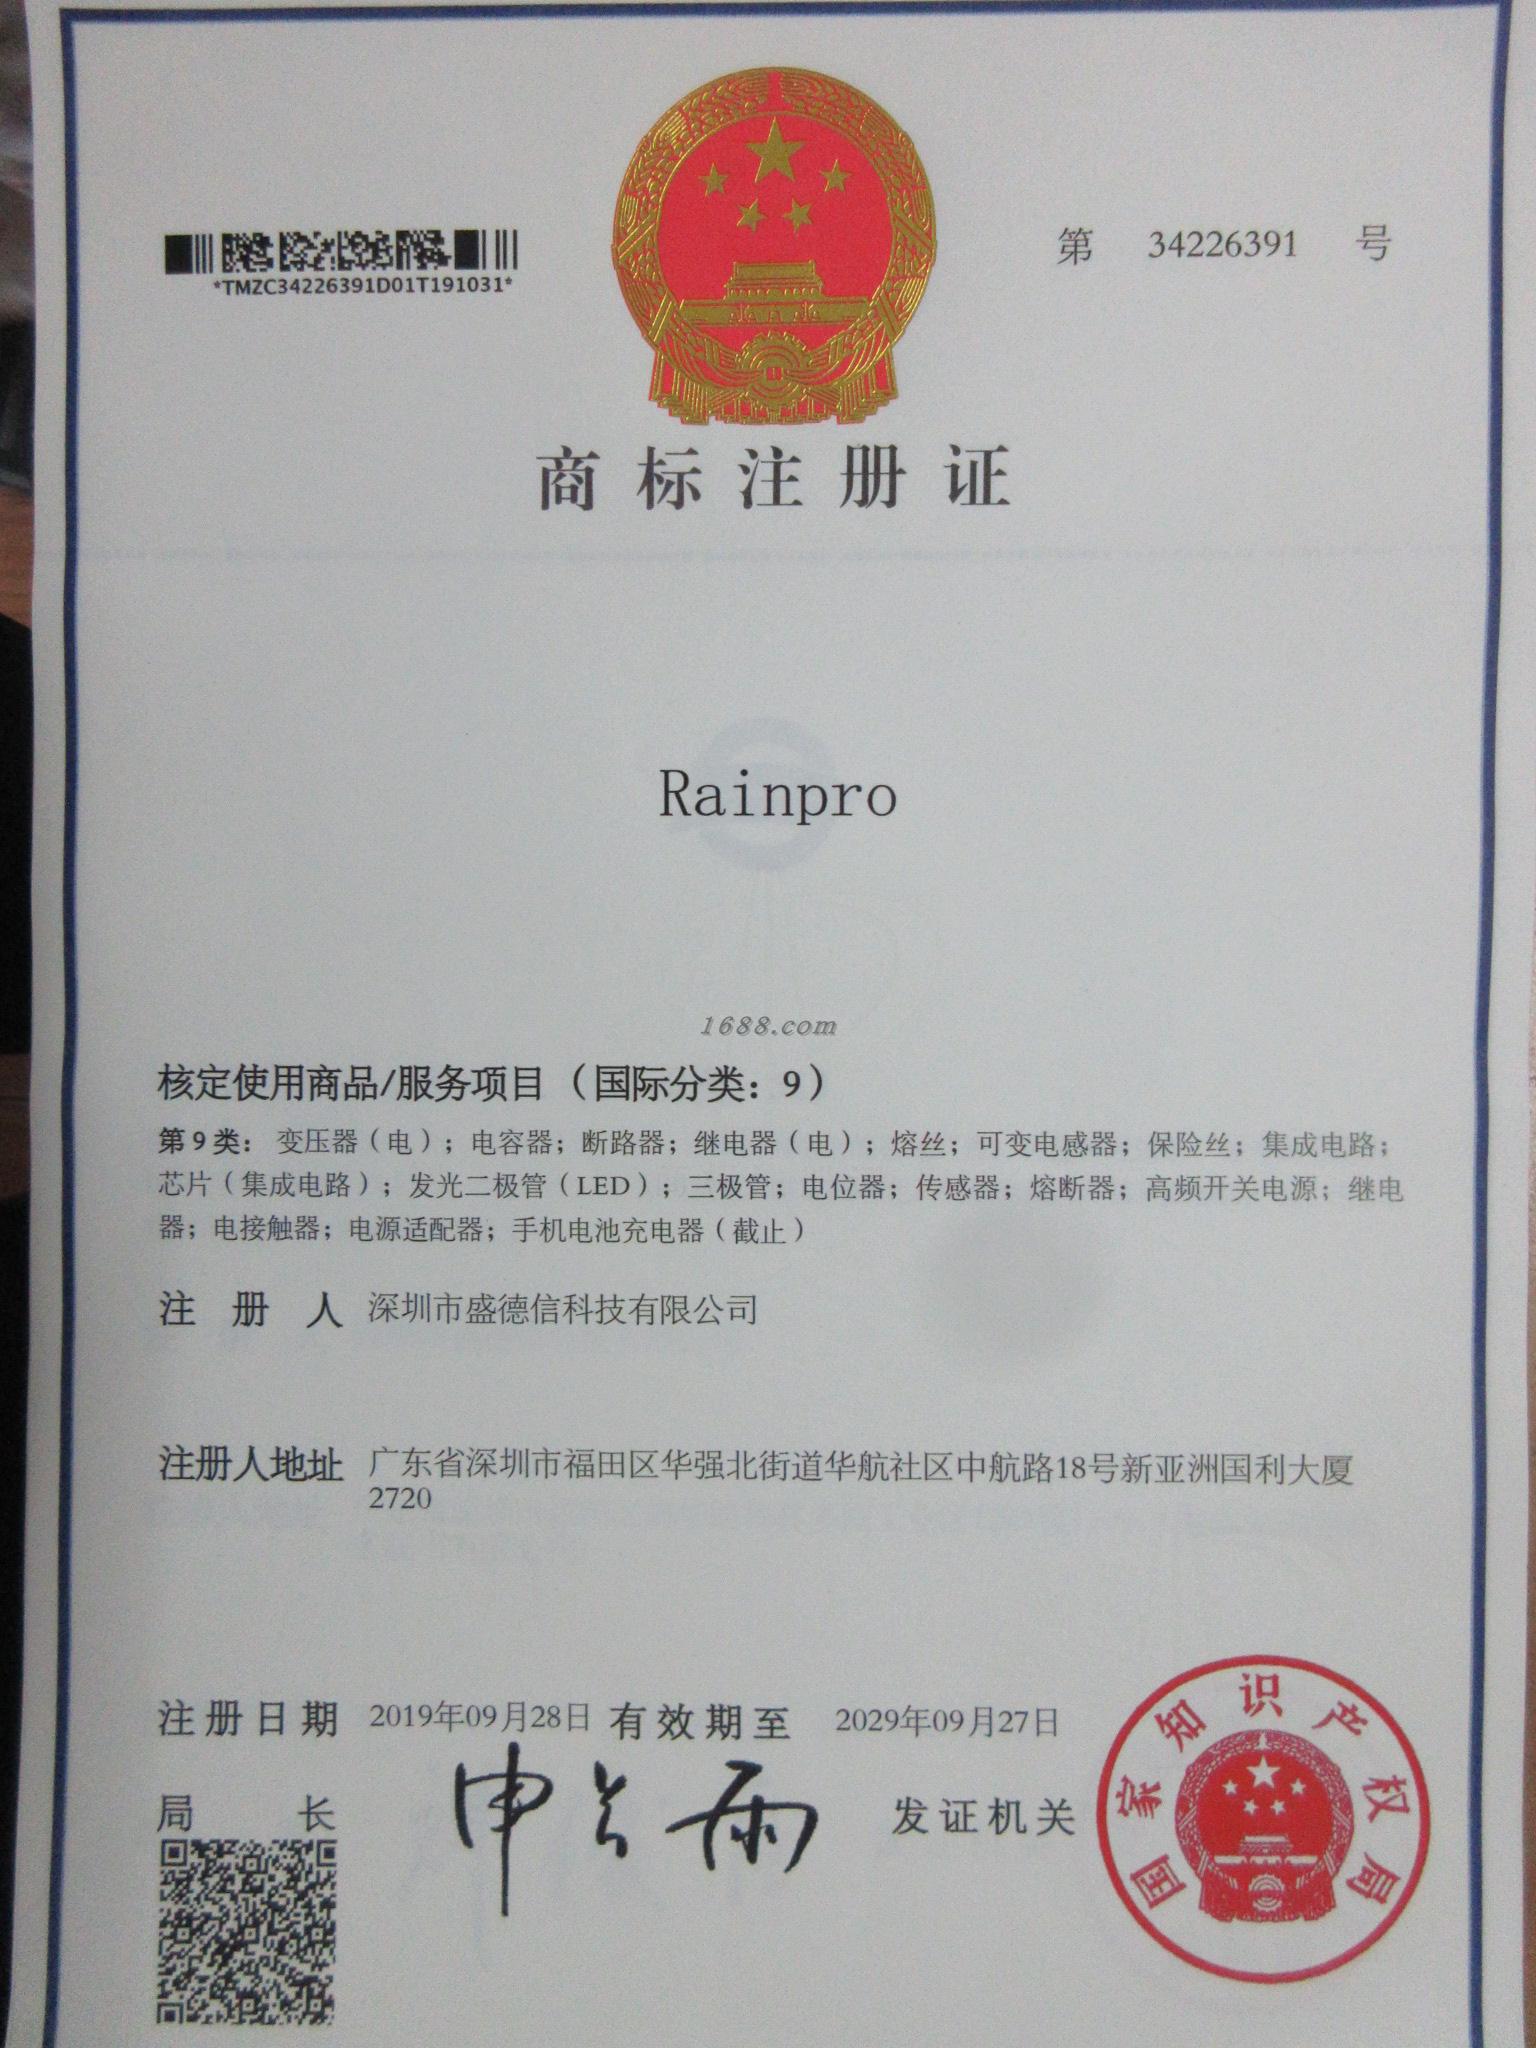 第 34226391 号
*TMZC34226391D01T191031*
商标注册证
Rainpro
1688.com
核定使用商品/服务项目（国际分类：9）
第9类：变压器（电）；电容器；断路器；继电器（电）；熔丝；可变电感器；保险丝；集成电路；
芯片（集成电路）；发光二极管（LED）；三极管；电位器；传感器；熔断器；高频开关电源；继电
器；电接触器；电源适配器；手机电池充电器（截止）
注册人 深圳市盛德信科技有限公司
注册人地址 广东省深圳市福田区华强北街道华航社区中航路18号新亚洲国利大厦
2720
注册日期 2019年09月28日 有效期至 2029年09月27日
局长 申长雨 发证机关
国家知识产权局